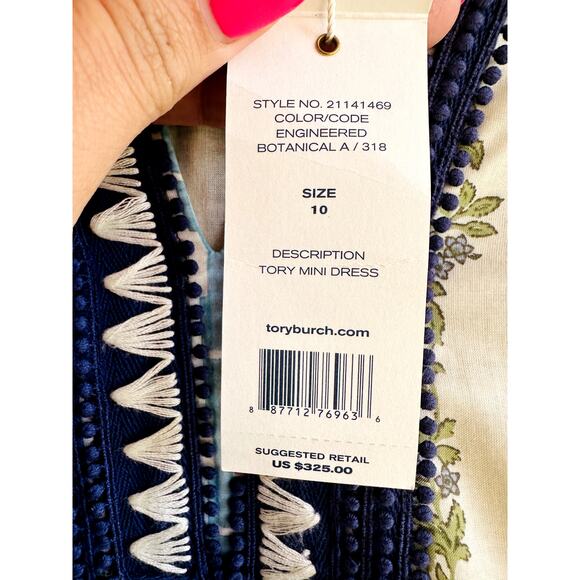 STYLE NO. 21141469
COLOR/CODE
ENGINEERED
BOTANICAL A / 318
SIZE
10
DESCRIPTION
TORY MINI DRESS
toryburch.com
8 87712 76963 6
SUGGESTED RETAIL
US $325.00